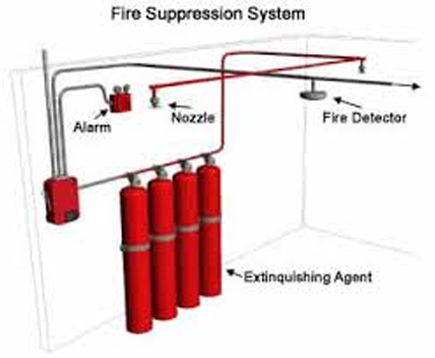 Fire Suppression System
Alarm
Nozzle
Fire Detector
Extinquishing Agent